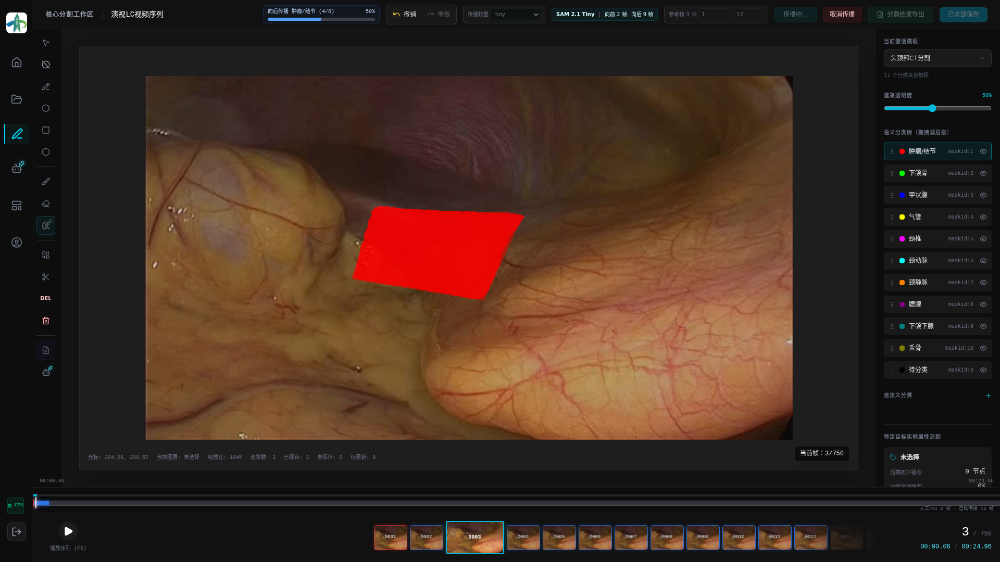 核心分割工作区
演视LC视频序列
向后传播 肿瘤/结节 (4/6)
50%
撤销
重做
传播权重
tiny
SAM 2.1 Tiny | 向前 2 帧 向后 9 帧
参考帧 3 帧 1 - 12
传播中...
取消传播
分割结果导出
已全部保存
当前激活模板
头颈部CT分割
11 个分类来自模板
遮罩透明度
50%
语义分类树（拖拽调层级）
肿瘤/结节 maskid:1
下颌骨 maskid:2
甲状腺 maskid:3
气管 maskid:4
颈椎 maskid:5
颈动脉 maskid:6
颈静脉 maskid:7
腮腺 maskid:8
下颌下腺 maskid:9
舌骨 maskid:10
待分类 maskid:0
自定义分类
特定目标实例属性追踪
未选择
后端拓扑锚点:
0 节点
边缘平滑强度:
0%
DEL
光标: 204.29, 200.57
当前图层: 未选择
缩放比: 194%
遮罩数: 3
已保存: 3
未保存: 0
待更新: 0
当前帧：3/750
00:00.06
00:24.96
人工/AI 2 帧 · 自动传播 12 帧
GPU
播放序列 (F5)
0001
0002
0003
0004
0005
0006
0007
0008
0009
0010
0011
0012
0013
3 / 750
00:00.06 / 00:24.96